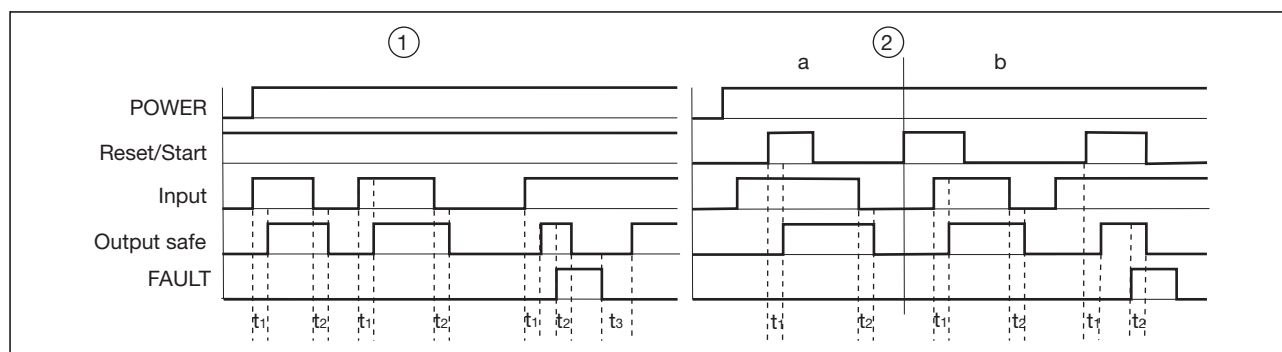 ① ②
a b
POWER
Reset/Start
Input
Output safe
FAULT
t1 t2 t1 t2 t1 t2 t3 t1 t2 t1 t2 t1 t2